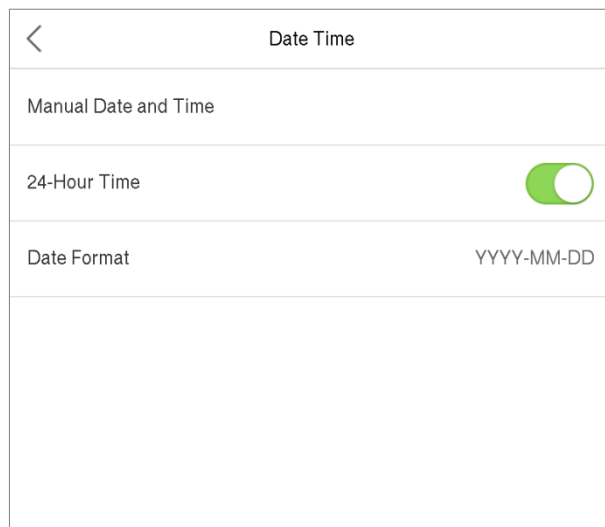 Date Time
Manual Date and Time
24-Hour Time
Date Format YYYY-MM-DD